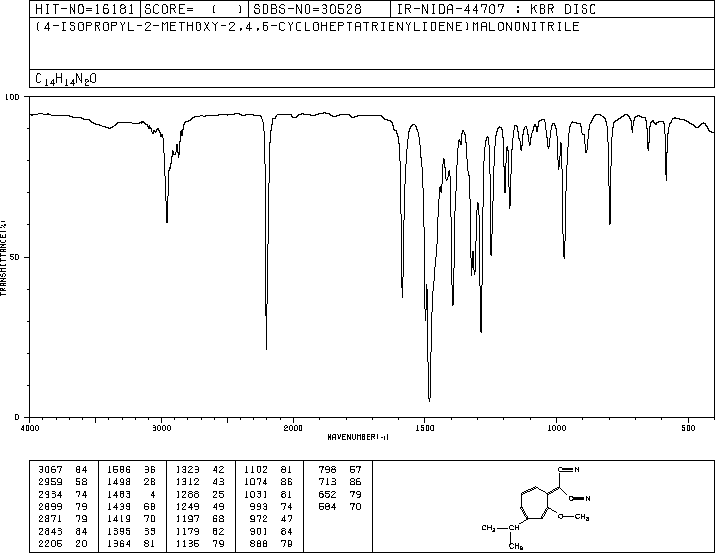 HIT-NO=16181 SCORE= ( ) SDBS-NO=30528 IR-NIDA-44707 : KBR DISC
(4-ISOPROPYL-2-METHOXY-2,4,6-CYCLOHEPTATRIENYLIDENE)MALONONITRILE
C14H14N2O
100
50
0
TRANSMITTANCE(%)
4000 3000 2000 1500 1000 500
WAVENUMBER(-1)
3067 84 1586 36 1323 42 1102 81 798 57
2959 58 1498 28 1312 43 1074 86 713 86
2934 74 1483 4 1288 25 1031 81 652 79
2899 79 1439 68 1249 49 993 74 584 70
2871 79 1419 70 1197 68 972 47
2843 84 1395 33 1179 62 901 84
2205 20 1364 81 1136 79 888 79
C N
C N
O CH3
CH3 CH
CH3